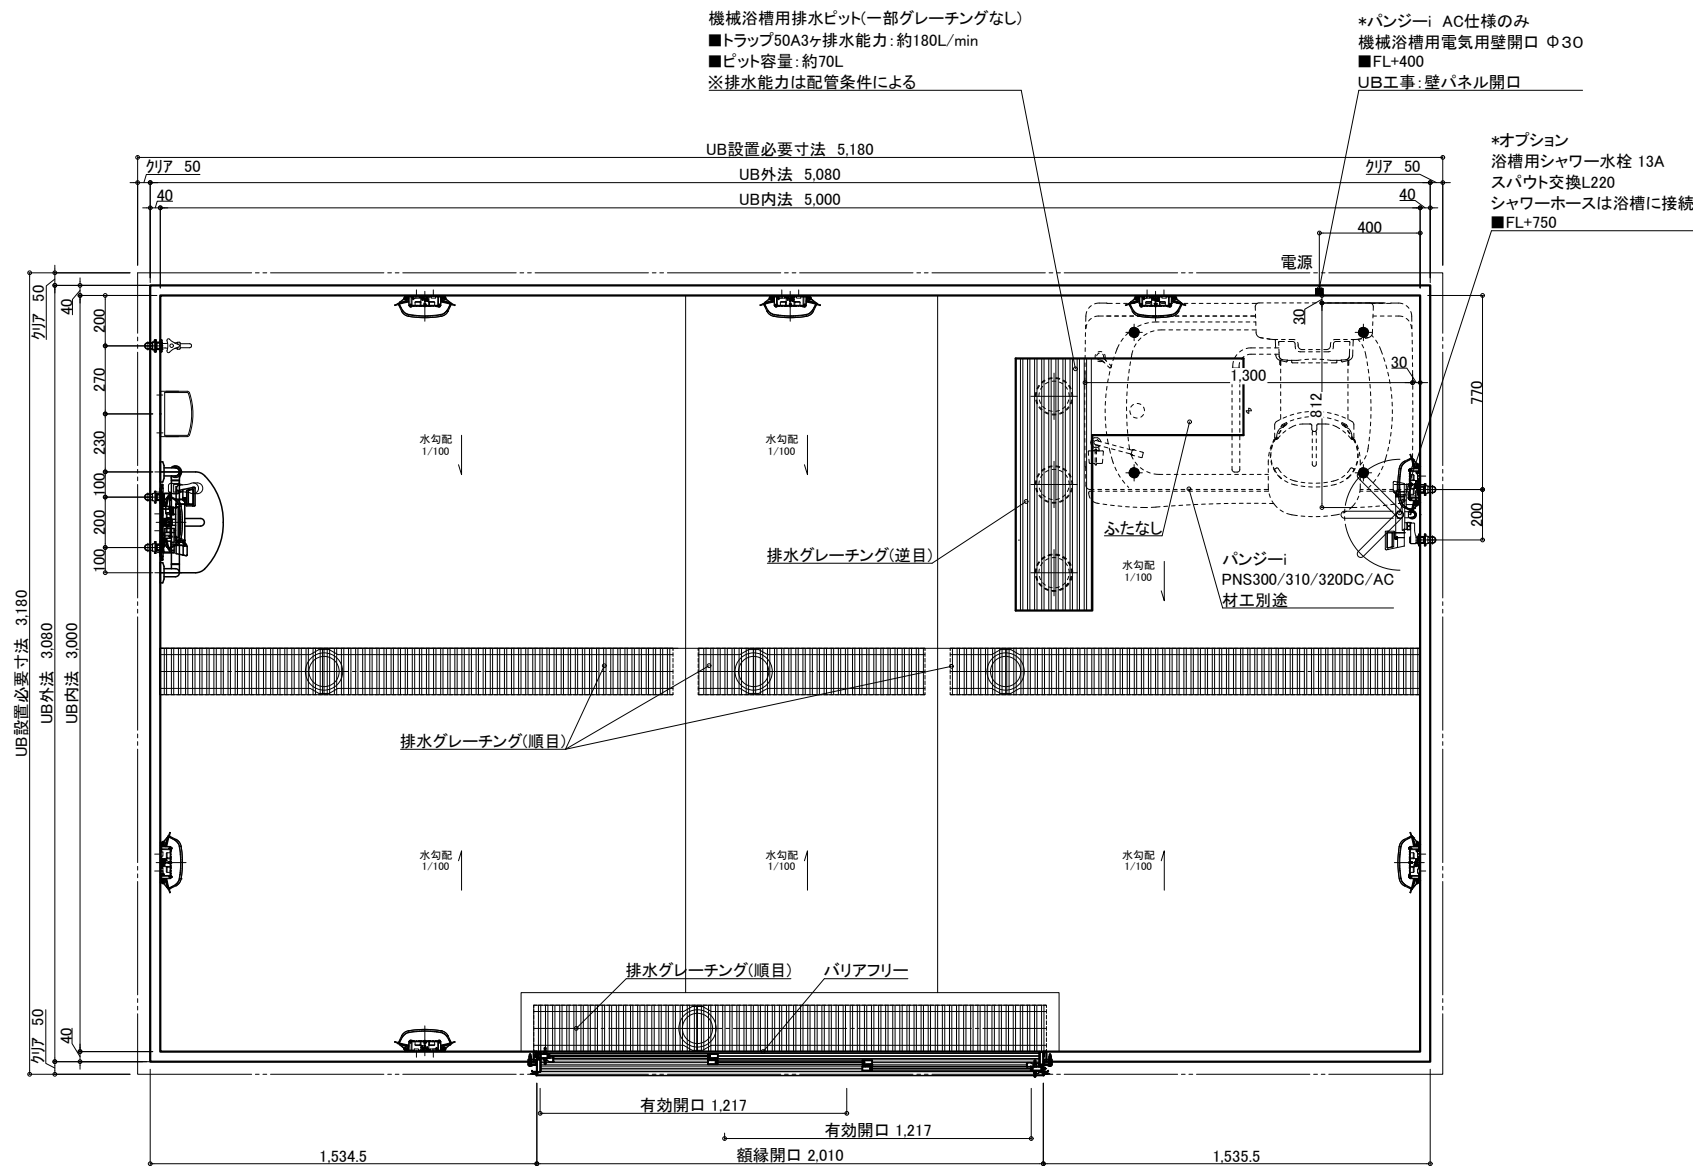 機械浴槽用排水ピット(一部グレーチングなし)
■トラップ50A3ヶ排水能力:約180L/min
■ピット容量:約70L
※排水能力は配管条件による
*パンジーi AC仕様のみ
機械浴槽用電気用壁開口 Φ30
■FL+400
UB工事:壁パネル開口
*オプション
浴槽用シャワー水栓 13A
スパウト交換L220
シャワーホースは浴槽に接続
■FL+750
UB設置必要寸法 5,180
クリア 50
UB外法 5,080
クリア 50
40
UB内法 5,000
40
400
電源
クリア 50
40
200
270
230
100
200
100
30
30
1,300
812
770
200
水勾配
1/100
水勾配
1/100
ふたなし
排水グレーチング(逆目)
水勾配
1/100
パンジーi
PNS300/310/320DC/AC
材工別途
UB設置必要寸法 3,180
UB外法 3,080
UB内法 3,000
排水グレーチング(順目)
水勾配
1/100
水勾配
1/100
水勾配
1/100
排水グレーチング(順目)
バリアフリー
クリア 50
40
有効開口 1,217
有効開口 1,217
1,534.5
額縁開口 2,010
1,535.5